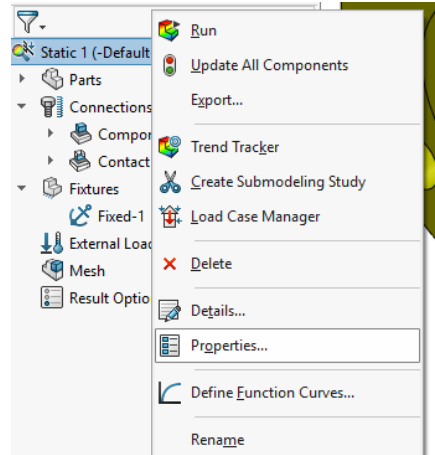 Static 1 (-Default
Parts
Connections
Compor
Contact
Fixtures
Fixed-1
External Load
Mesh
Result Optio
Run
Update All Components
Export...
Trend Tracker
Create Submodeling Study
Load Case Manager
Delete
Details...
Properties...
Define Function Curves...
Rename